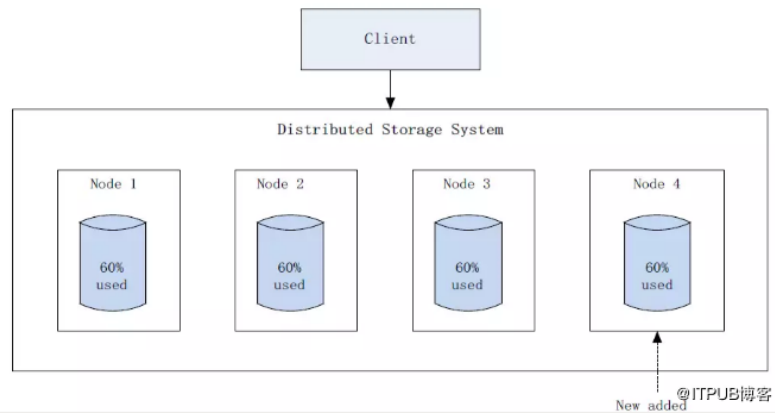 Client
Distributed Storage System
Node 1
Node 2
Node 3
Node 4
60%
used
60%
used
60%
used
60%
used
New added
@ITPUB博客